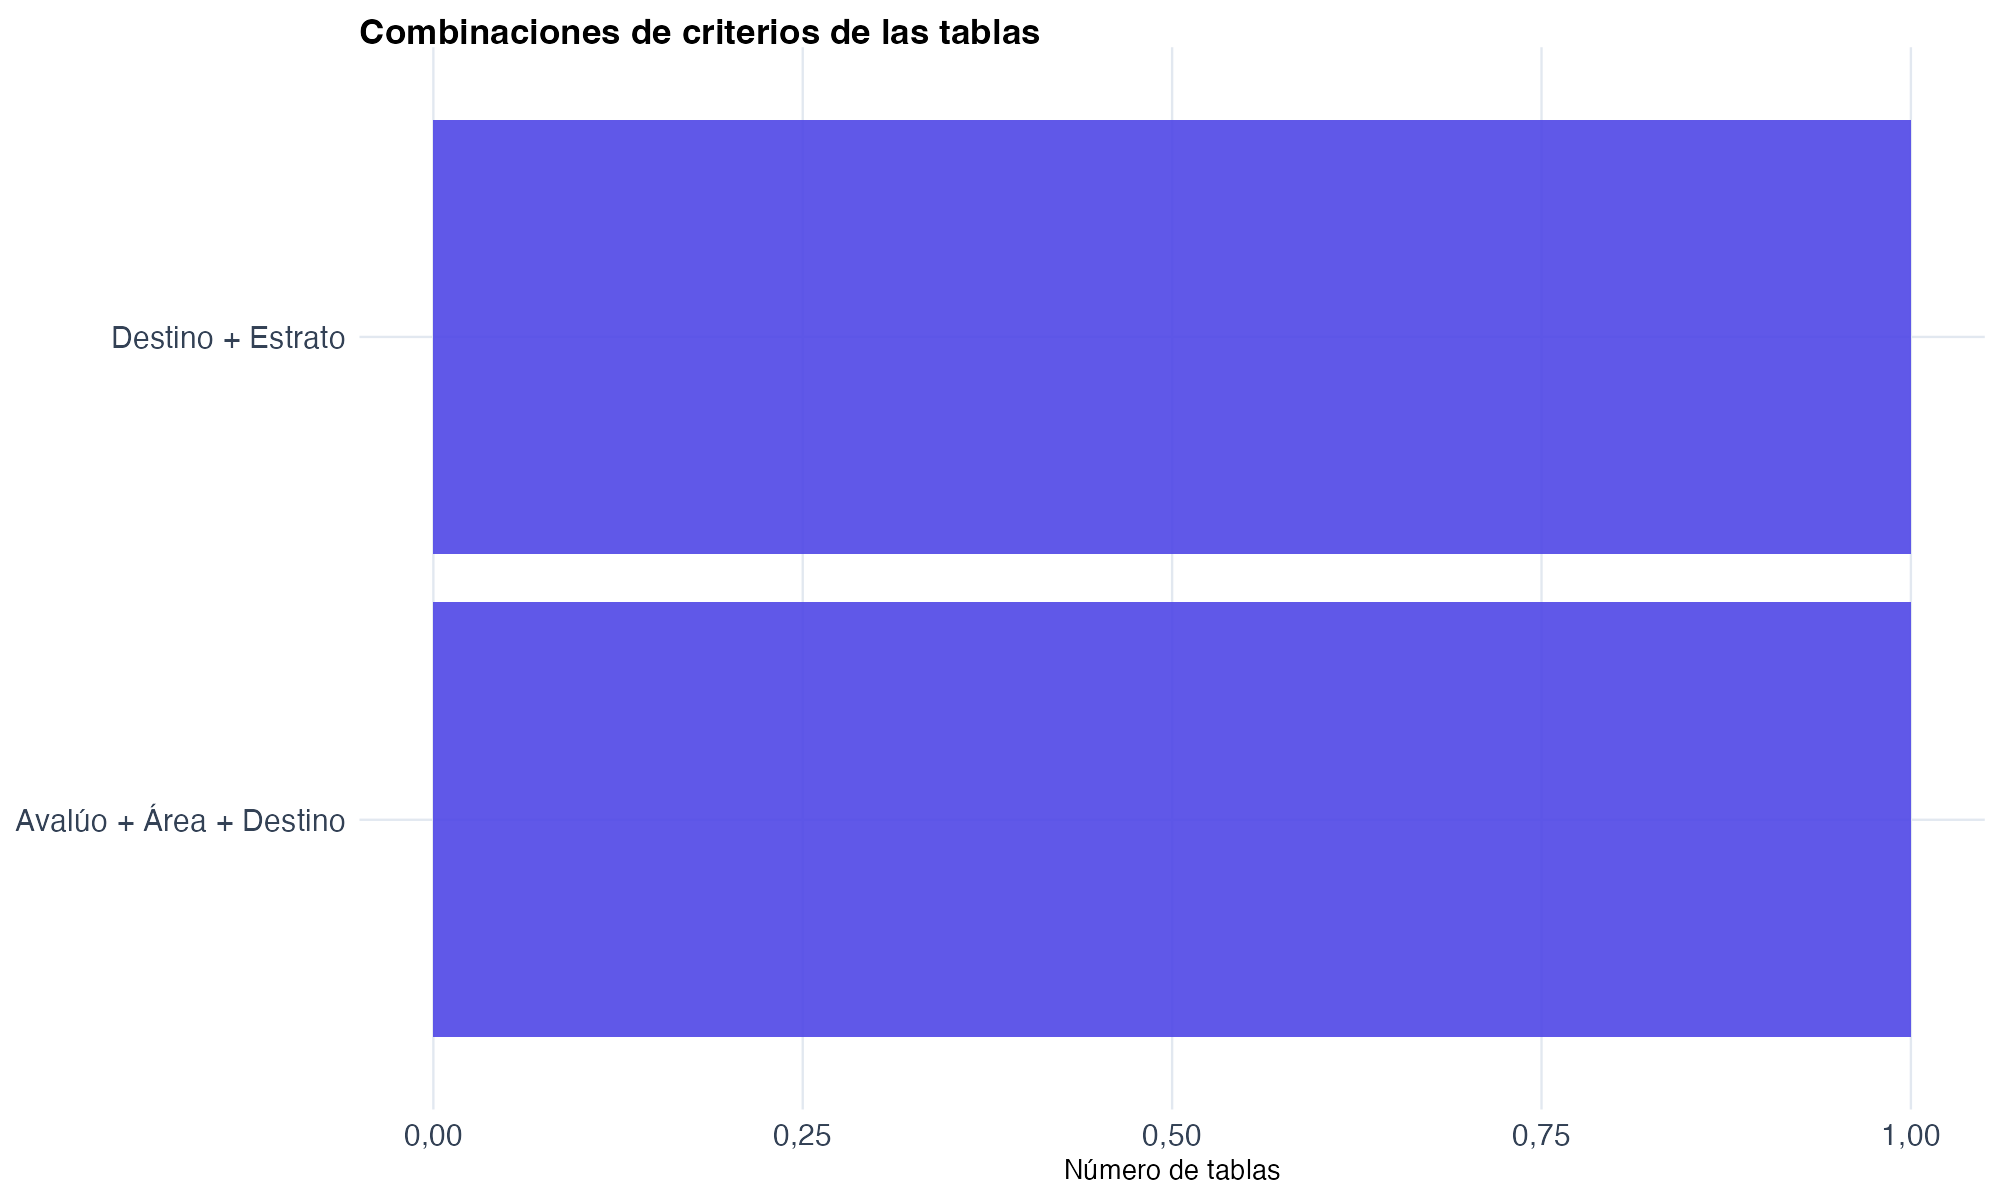 Combinaciones de criterios de las tablas
Destino + Estrato
Avalúo + Área + Destino
0,00 0,25 0,50 0,75 1,00
Número de tablas